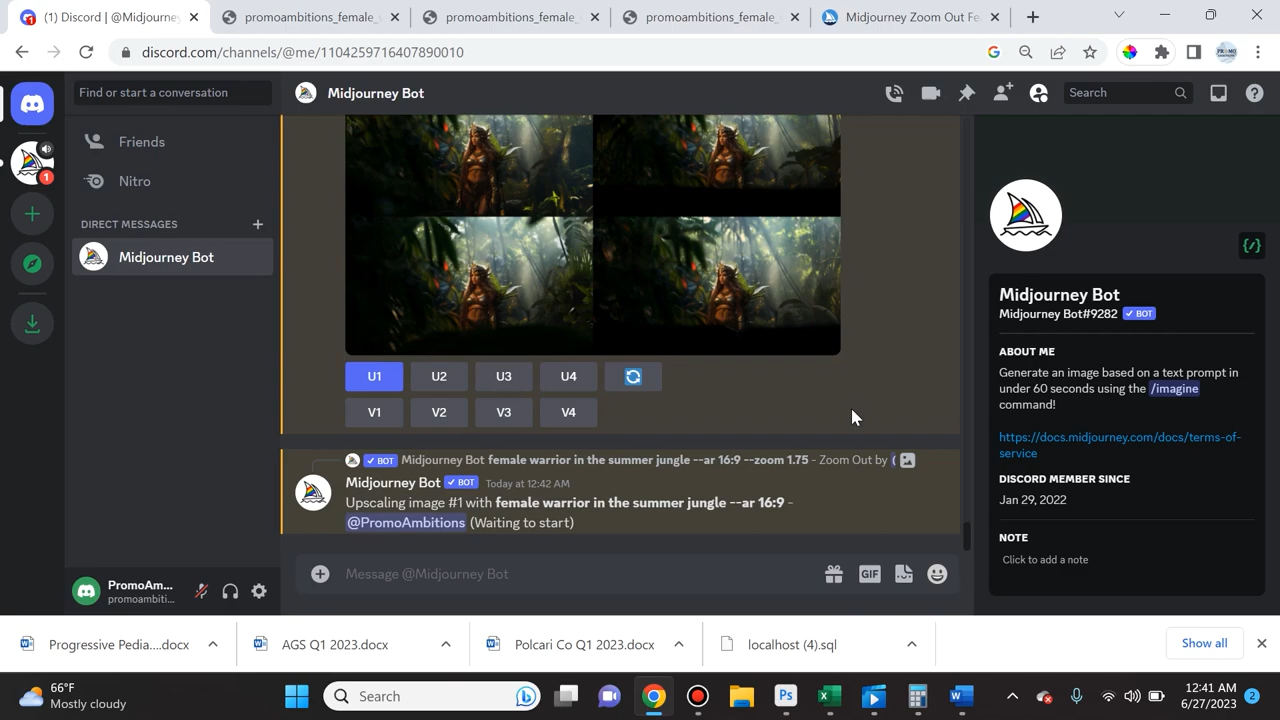 (1) Discord | @Midjourney
promoambitions_female_
promoambitions_female_
promoambitions_female_
Midjourney Zoom Out Fe
discord.com/channels/@me/1104259716407890010
Find or start a conversation
Midjourney Bot
Search
Friends
Nitro
1
DIRECT MESSAGES
Midjourney Bot
U1
U2
U3
U4
V1
V2
V3
V4
BOT Midjourney Bot female warrior in the summer jungle --ar 16:9 --zoom 1.75 - Zoom Out by (
Midjourney Bot BOT Today at 12:42 AM
Upscaling image #1 with female warrior in the summer jungle --ar 16:9 -
@PromoAmbitions (Waiting to start)
Message @Midjourney Bot
GIF
PromoAm...
promoambiti...
Midjourney Bot
Midjourney Bot#9282 BOT
ABOUT ME
Generate an image based on a text prompt in
under 60 seconds using the /imagine
command!
https://docs.midjourney.com/docs/terms-of-
service
DISCORD MEMBER SINCE
Jan 29, 2022
NOTE
Click to add a note
Progressive Pedia....docx
AGS Q1 2023.docx
Polcari Co Q1 2023.docx
localhost (4).sql
Show all
66°F
Mostly cloudy
Search
Ps
12:41 AM
6/27/2023
2